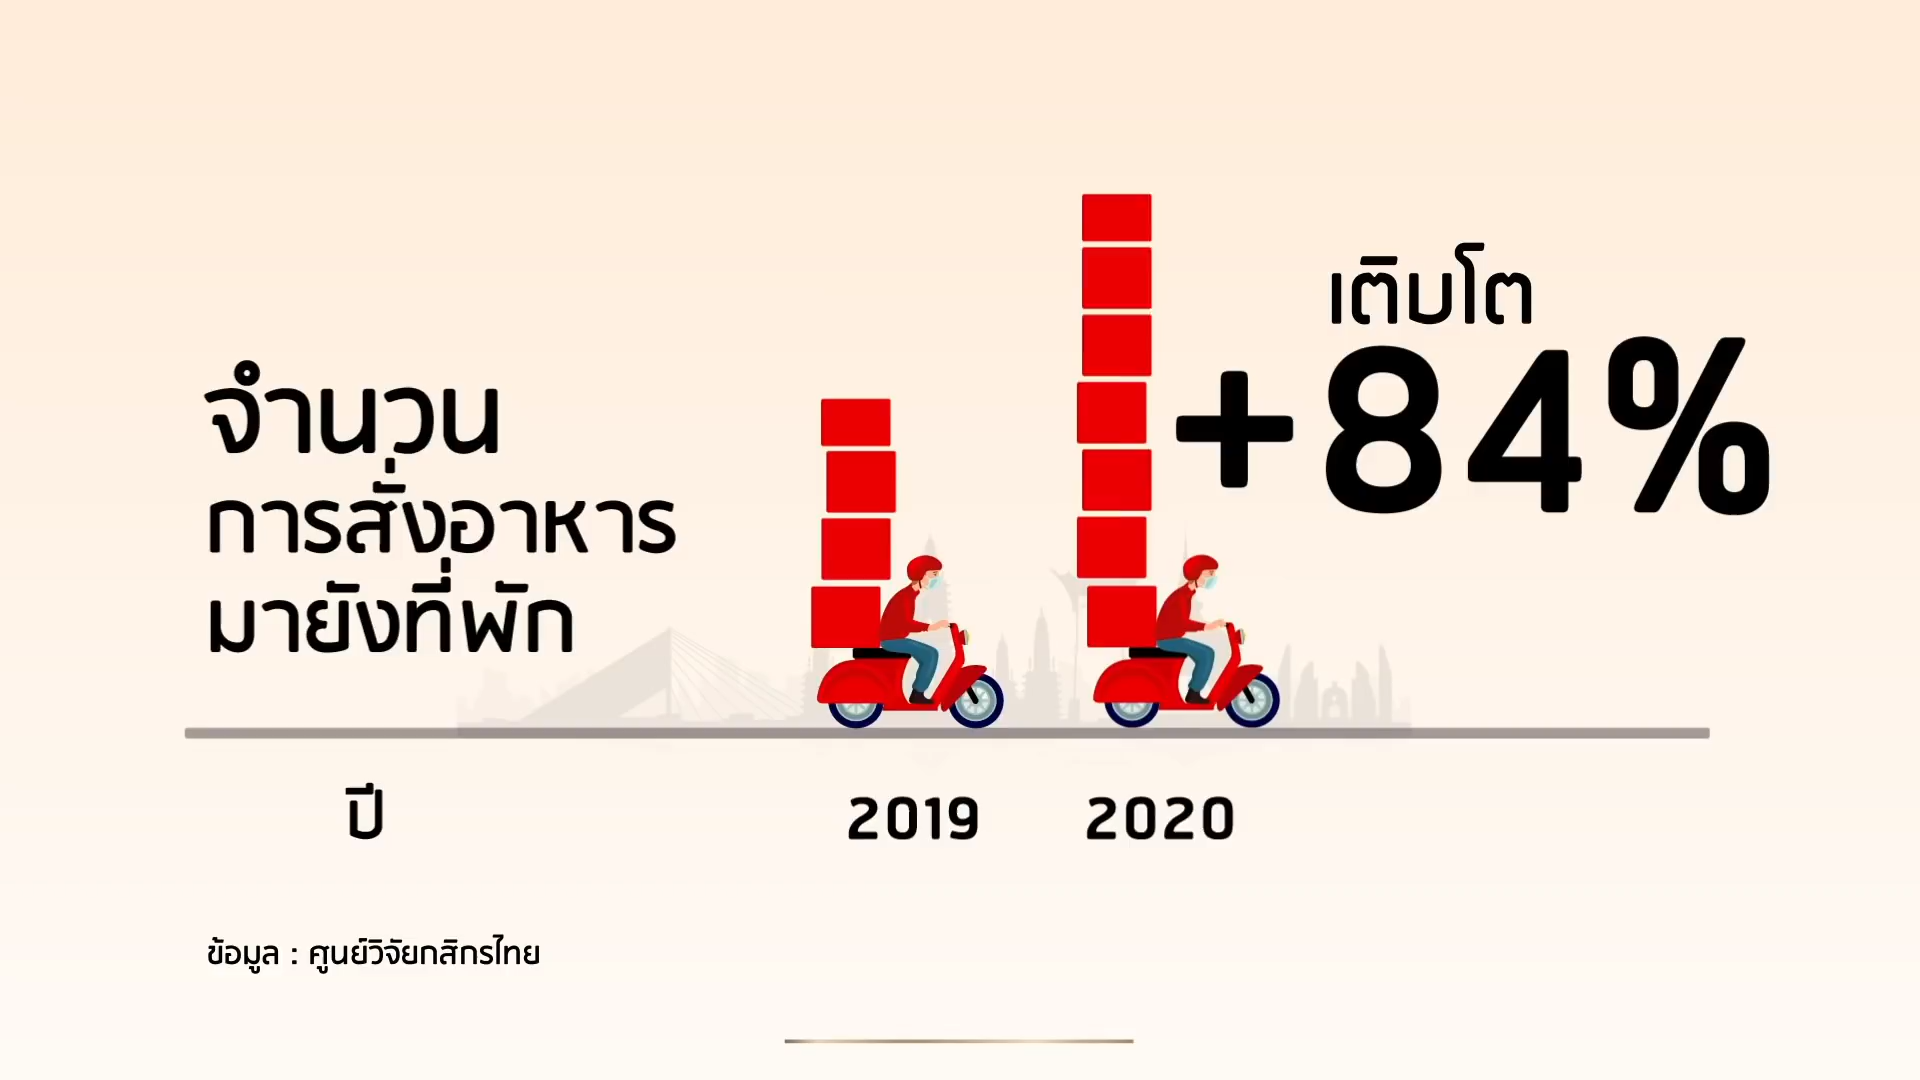 จำนวน
การสั่งอาหาร
มายังที่พัก
เติบโต
+84%
ปี
2019
2020
ข้อมูล : ศูนย์วิจัยกสิกรไทย